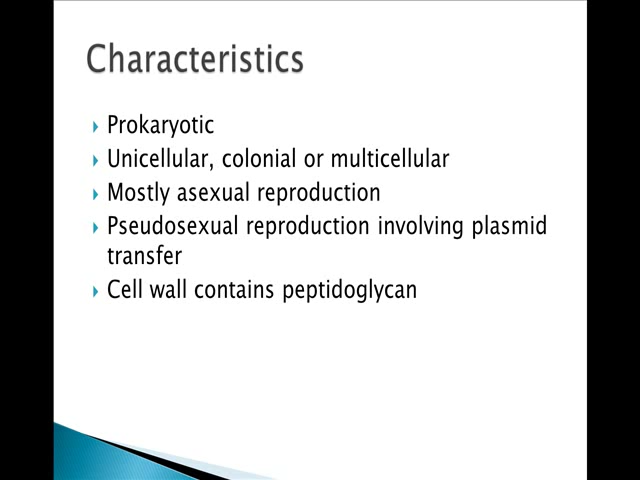 Characteristics
Prokaryotic
Unicellular, colonial or multicellular
Mostly asexual reproduction
Pseudosexual reproduction involving plasmid
transfer
Cell wall contains peptidoglycan